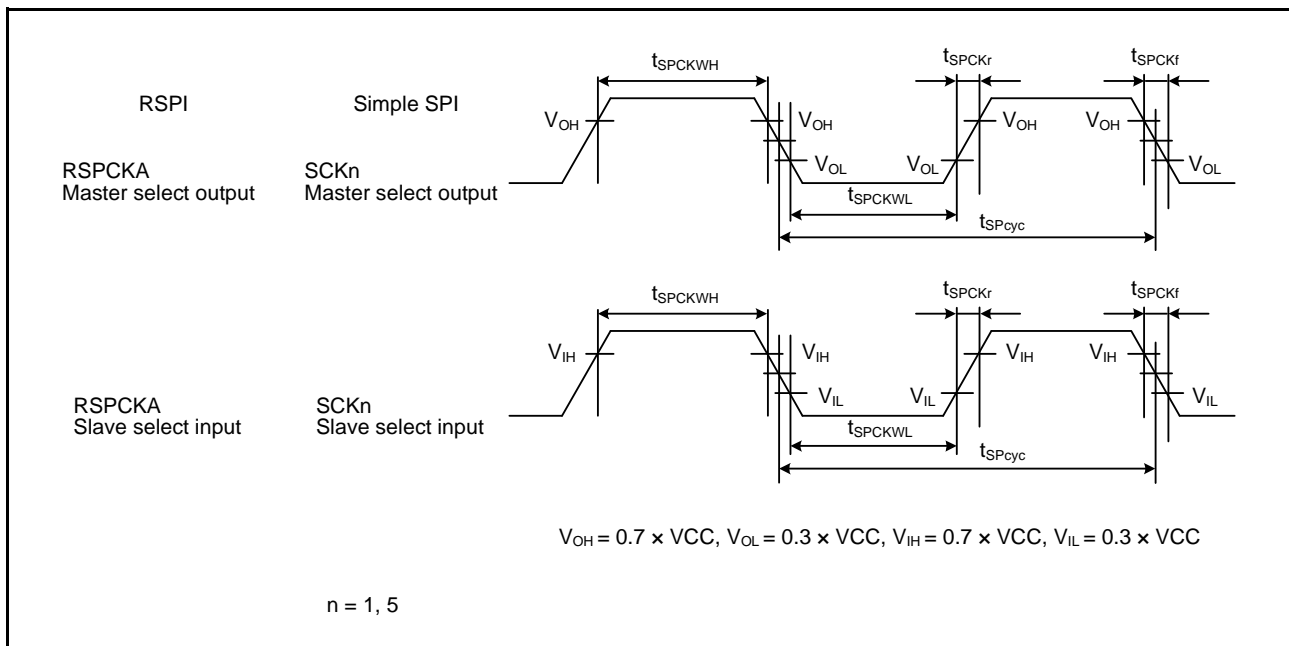 tSPCKWH
tSPCKr
tSPCKf
RSPI
Simple SPI
VOH
VOH
VOH
VOH
RSPCKA
Master select output
SCKn
Master select output
VOL
VOL
VOL
tSPCKWL
tSPcyc
tSPCKWH
tSPCKr
tSPCKf
VIH
VIH
VIH
VIH
RSPCKA
Slave select input
SCKn
Slave select input
VIL
VIL
VIL
tSPCKWL
tSPcyc
VOH = 0.7 × VCC, VOL = 0.3 × VCC, VIH = 0.7 × VCC, VIL = 0.3 × VCC
n = 1, 5